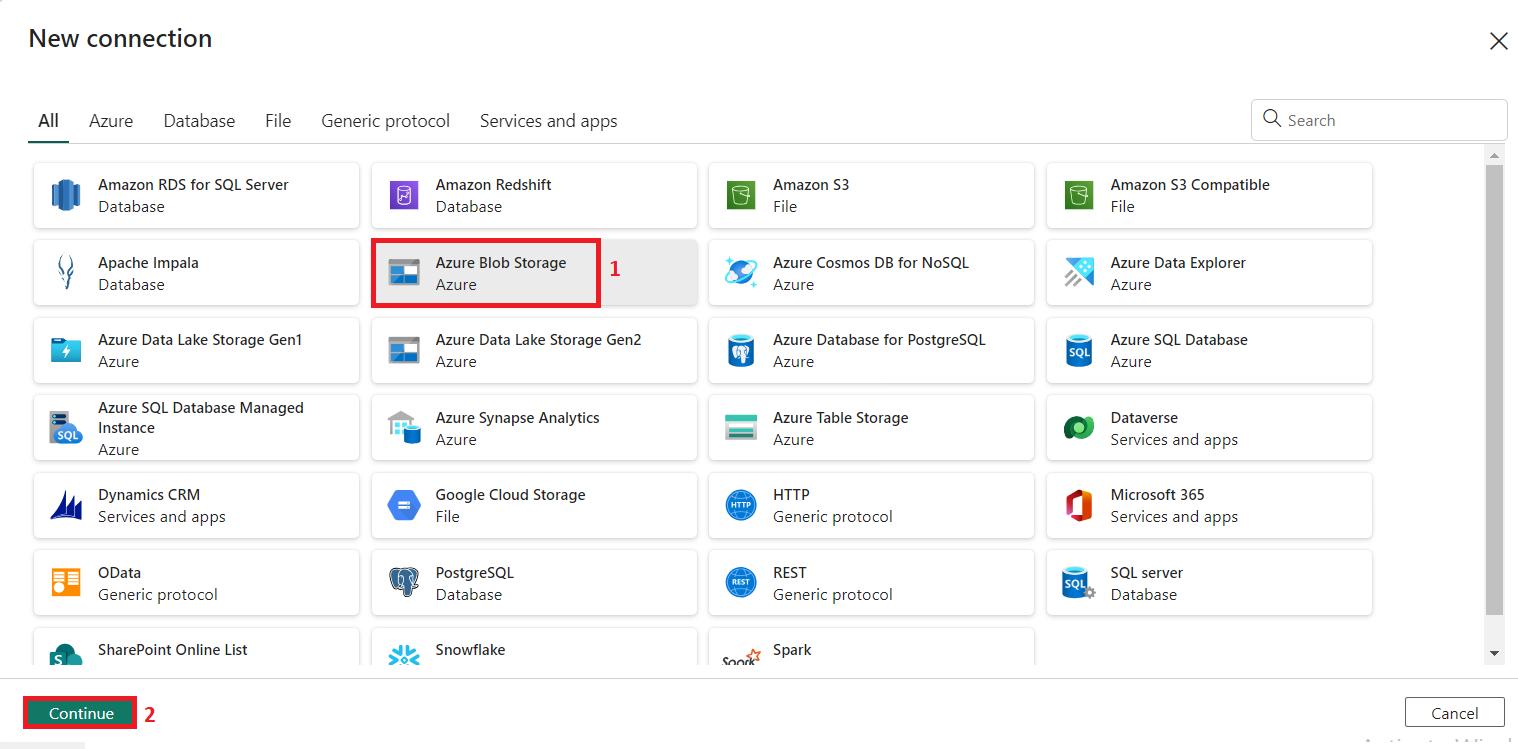 New connection
All Azure Database File Generic protocol Services and apps
Search
Amazon RDS for SQL Server
Database
Amazon Redshift
Database
Amazon S3
File
Amazon S3 Compatible
File
Apache Impala
Database
Azure Blob Storage
Azure
1
Azure Cosmos DB for NoSQL
Azure
Azure Data Explorer
Azure
Azure Data Lake Storage Gen1
Azure
Azure Data Lake Storage Gen2
Azure
Azure Database for PostgreSQL
Azure
SQL
Azure SQL Database
Azure
SQL
Azure SQL Database Managed
Instance
Azure
Azure Synapse Analytics
Azure
Azure Table Storage
Azure
Dataverse
Services and apps
Dynamics CRM
Services and apps
Google Cloud Storage
File
HTTP
HTTP
Generic protocol
Microsoft 365
Services and apps
OData
Generic protocol
PostgreSQL
Database
REST
REST
Generic protocol
SQL
SQL server
Database
S
SharePoint Online List
Snowflake
Spark
Spark
Continue
2
Cancel